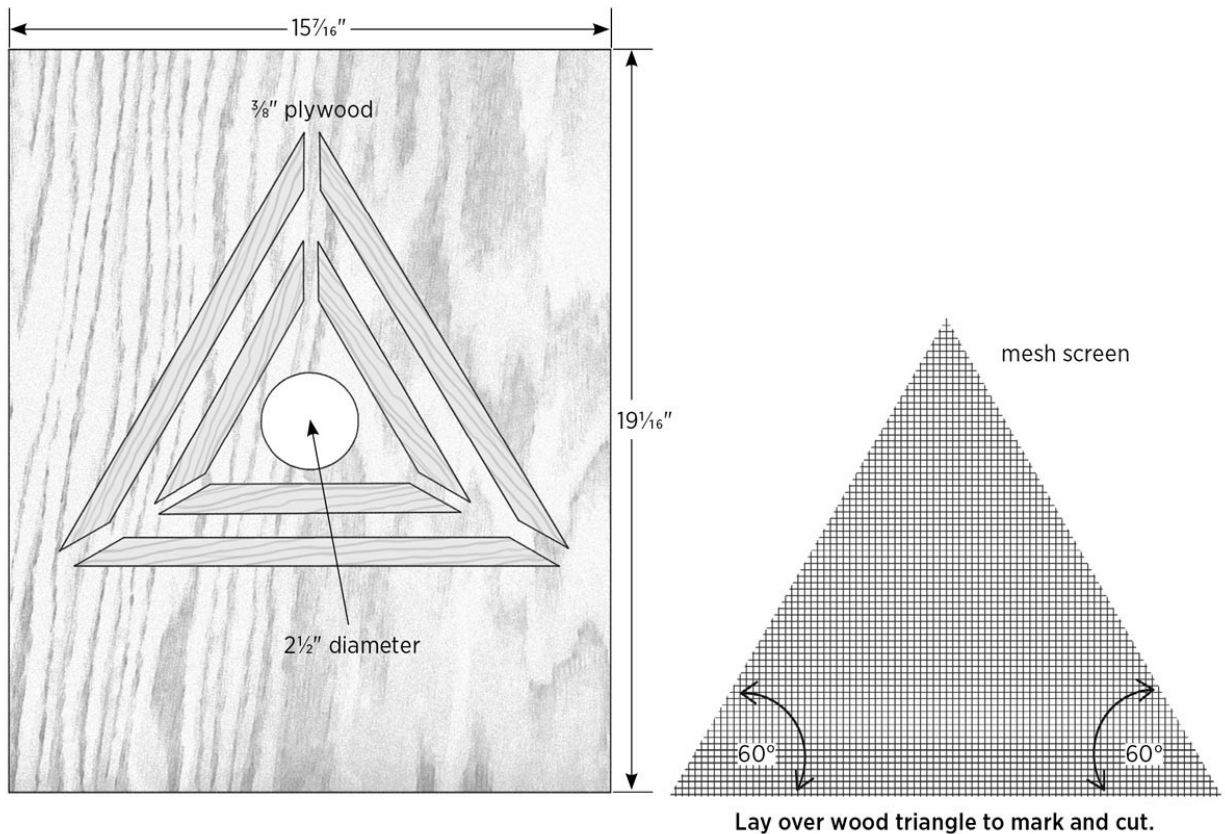 15⁷⁄₁₆"
⅜" plywood
19¹⁄₁₆"
mesh screen
2½" diameter
60°
60°
Lay over wood triangle to mark and cut.